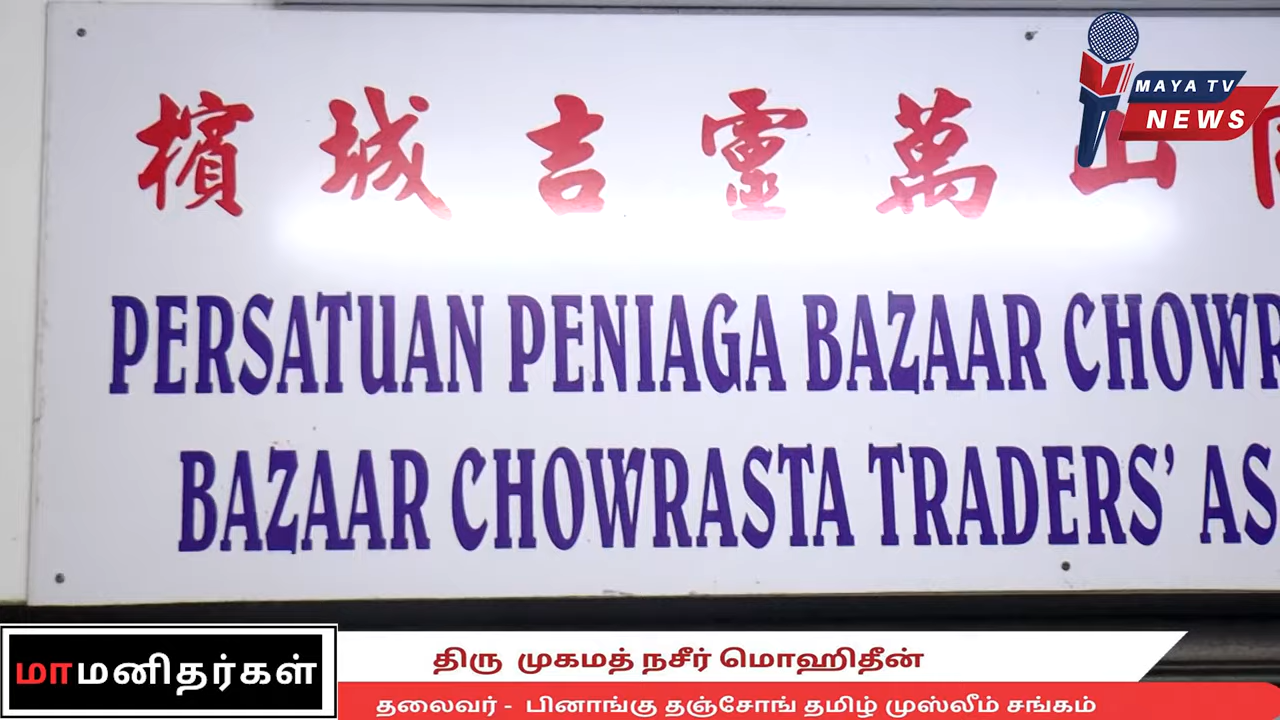 檳城吉靈萬山
MAYA TV
NEWS
PERSATUAN PENIAGA BAZAAR CHOWR
BAZAAR CHOWRASTA TRADERS' AS
மாமனிதர்கள்
திரு முகமத் நசீர் மொஹிதீன்
தலைவர் - பினாங்கு தஞ்சோங் தமிழ் முஸ்லீம் சங்கம்